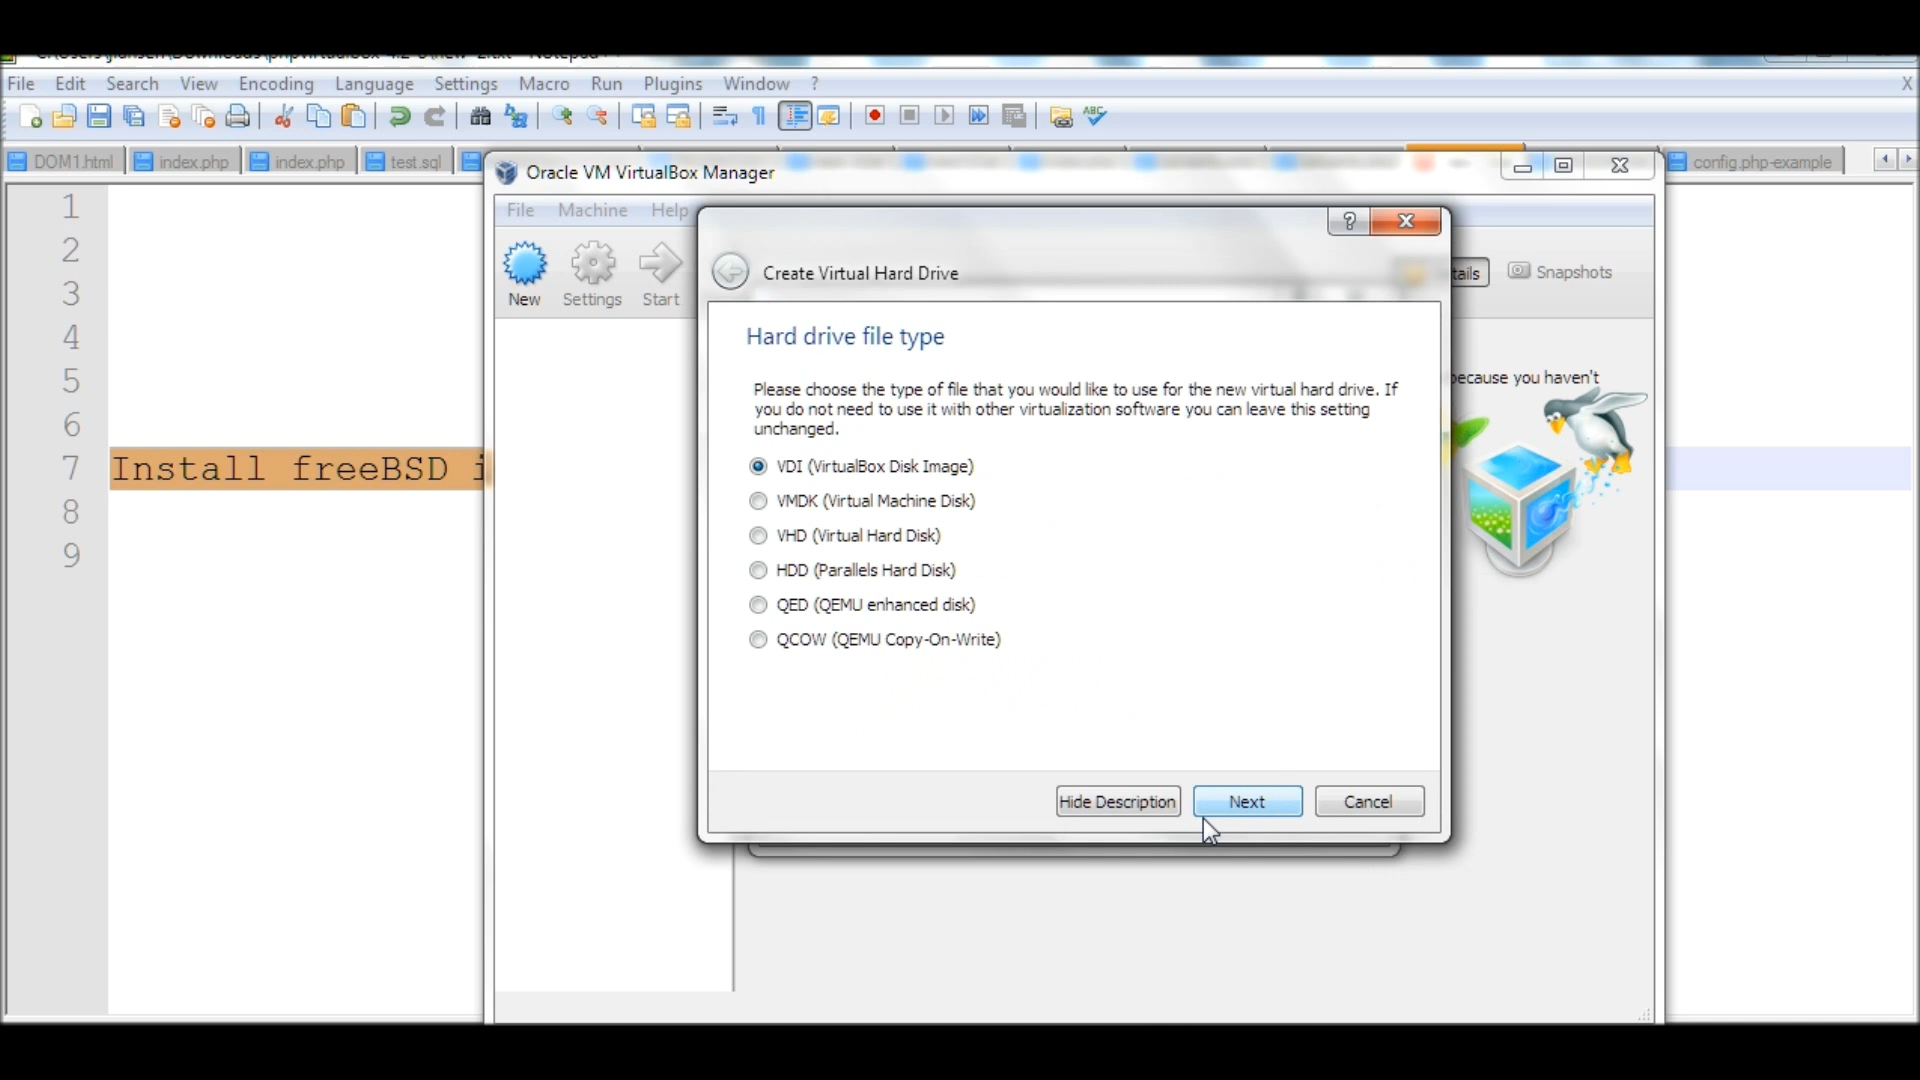 File Edit Search View Encoding Language Settings Macro Run Plugins Window ? X
DOM1.html index.php index.php test.sql config.php-example
Oracle VM VirtualBox Manager
File Machine Help
New Settings Start
tails Snapshots
Create Virtual Hard Drive
Hard drive file type
Please choose the type of file that you would like to use for the new virtual hard drive. If
you do not need to use it with other virtualization software you can leave this setting
unchanged.
because you haven't
VDI (VirtualBox Disk Image)
VMDK (Virtual Machine Disk)
VHD (Virtual Hard Disk)
HDD (Parallels Hard Disk)
QED (QEMU enhanced disk)
QCOW (QEMU Copy-On-Write)
Hide Description Next Cancel
1
2
3
4
5
6
7 Install freeBSD i
8
9